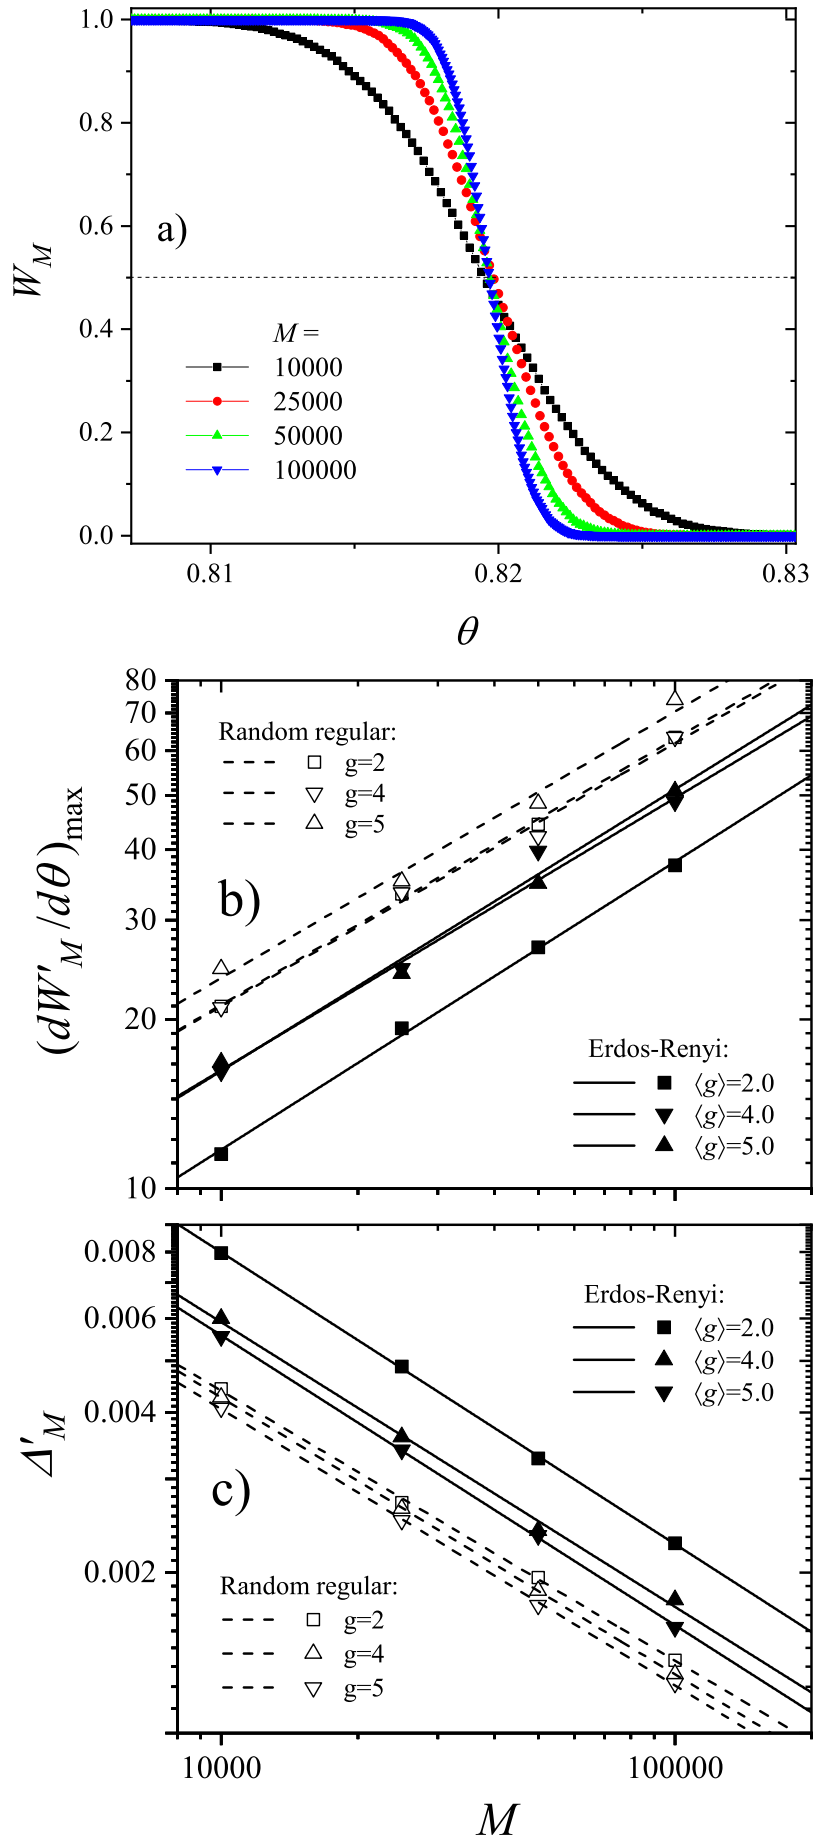 1.0
0.8
0.6
0.4
0.2
0.0
W_M
a)
M =
10000
25000
50000
100000
0.81 0.82 0.83
θ
80
70
60
50
40
30
20
10
(dW'_M/dθ)_max
Random regular:
g=2
g=4
g=5
b)
Erdos-Renyi:
⟨g⟩=2.0
⟨g⟩=4.0
⟨g⟩=5.0
0.008
0.006
0.004
0.002
Δ'_M
Erdos-Renyi:
⟨g⟩=2.0
⟨g⟩=4.0
⟨g⟩=5.0
c)
Random regular:
g=2
g=4
g=5
10000 100000
M